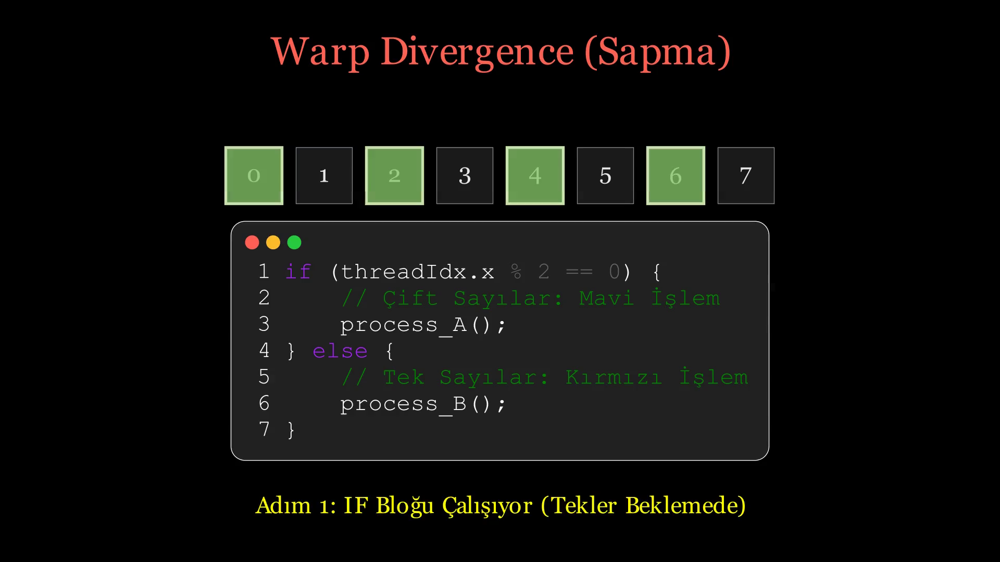 Warp Divergence (Sapma)
0 1 2 3 4 5 6 7
1 if (threadIdx.x % 2 == 0) {
2     // Çift Sayılar: Mavi İşlem
3     process_A();
4 } else {
5     // Tek Sayılar: Kırmızı İşlem
6     process_B();
7 }
Adım 1: IF Bloğu Çalışıyor (Tekler Beklemede)